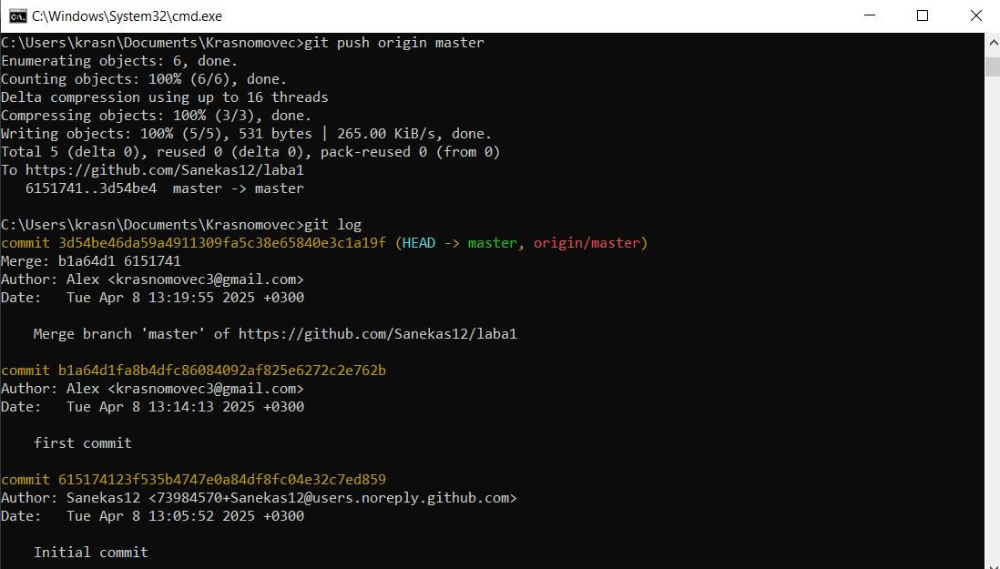 C:\Windows\System32\cmd.exe
C:\Users\krasn\Documents\Krasnomovec>git push origin master
Enumerating objects: 6, done.
Counting objects: 100% (6/6), done.
Delta compression using up to 16 threads
Compressing objects: 100% (3/3), done.
Writing objects: 100% (5/5), 531 bytes | 265.00 KiB/s, done.
Total 5 (delta 0), reused 0 (delta 0), pack-reused 0 (from 0)
To https://github.com/Sanekas12/laba1
   6151741..3d54be4  master -> master
C:\Users\krasn\Documents\Krasnomovec>git log
commit 3d54be46da59a4911309fa5c38e65840e3c1a19f (HEAD -> master, origin/master)
Merge: b1a64d1 6151741
Author: Alex <krasnomovec3@gmail.com>
Date:   Tue Apr 8 13:19:55 2025 +0300
    Merge branch 'master' of https://github.com/Sanekas12/laba1
commit b1a64d1fa8b4dfc86084092af825e6272c2e762b
Author: Alex <krasnomovec3@gmail.com>
Date:   Tue Apr 8 13:14:13 2025 +0300
    first commit
commit 615174123f535b4747e0a84df8fc04e32c7ed859
Author: Sanekas12 <73984570+Sanekas12@users.noreply.github.com>
Date:   Tue Apr 8 13:05:52 2025 +0300
    Initial commit